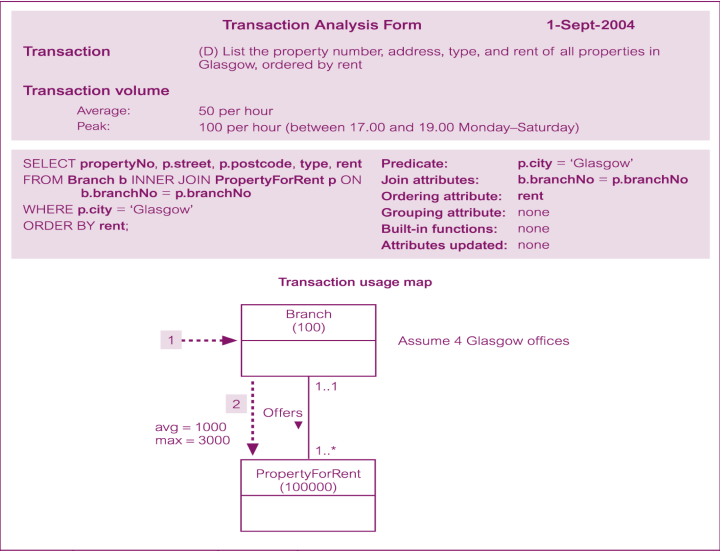 Transaction Analysis Form 1-Sept-2004
Transaction (D) List the property number, address, type, and rent of all properties in
Glasgow, ordered by rent
Transaction volume
Average: 50 per hour
Peak: 100 per hour (between 17.00 and 19.00 Monday–Saturday)
SELECT propertyNo, p.street, p.postcode, type, rent
FROM Branch b INNER JOIN PropertyForRent p ON
b.branchNo = p.branchNo
WHERE p.city = ‘Glasgow’
ORDER BY rent;
Predicate: p.city = ‘Glasgow’
Join attributes: b.branchNo = p.branchNo
Ordering attribute: rent
Grouping attribute: none
Built-in functions: none
Attributes updated: none
Transaction usage map
Branch
(100)
1
Assume 4 Glasgow offices
1..1
2
Offers
avg = 1000
max = 3000
1..*
PropertyForRent
(100000)